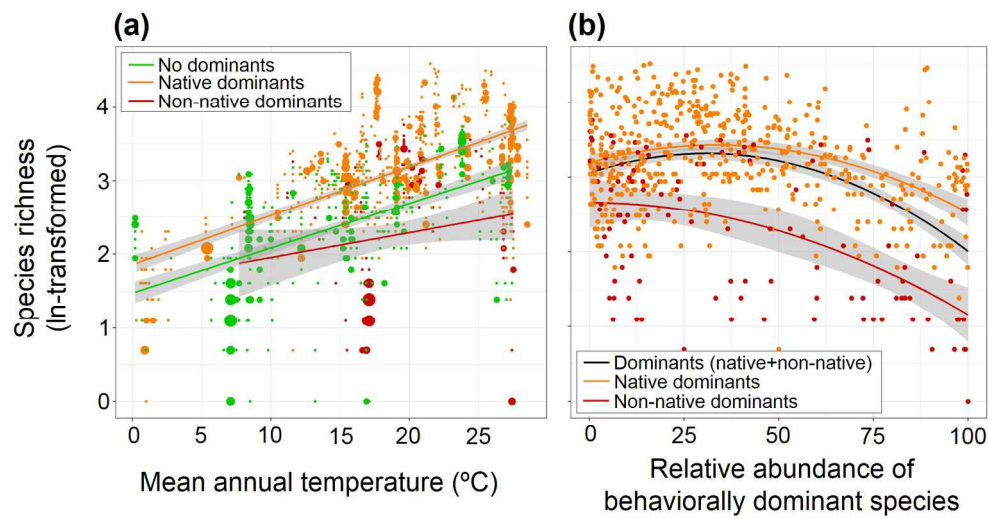 (a)
No dominants
Native dominants
Non-native dominants
4
3
2
1
0
0
5
10
15
20
25
Species richness
(ln-transformed)
Mean annual temperature (ºC)
(b)
Dominants (native+non-native)
Native dominants
Non-native dominants
0
25
50
75
100
Relative abundance of
behaviorally dominant species